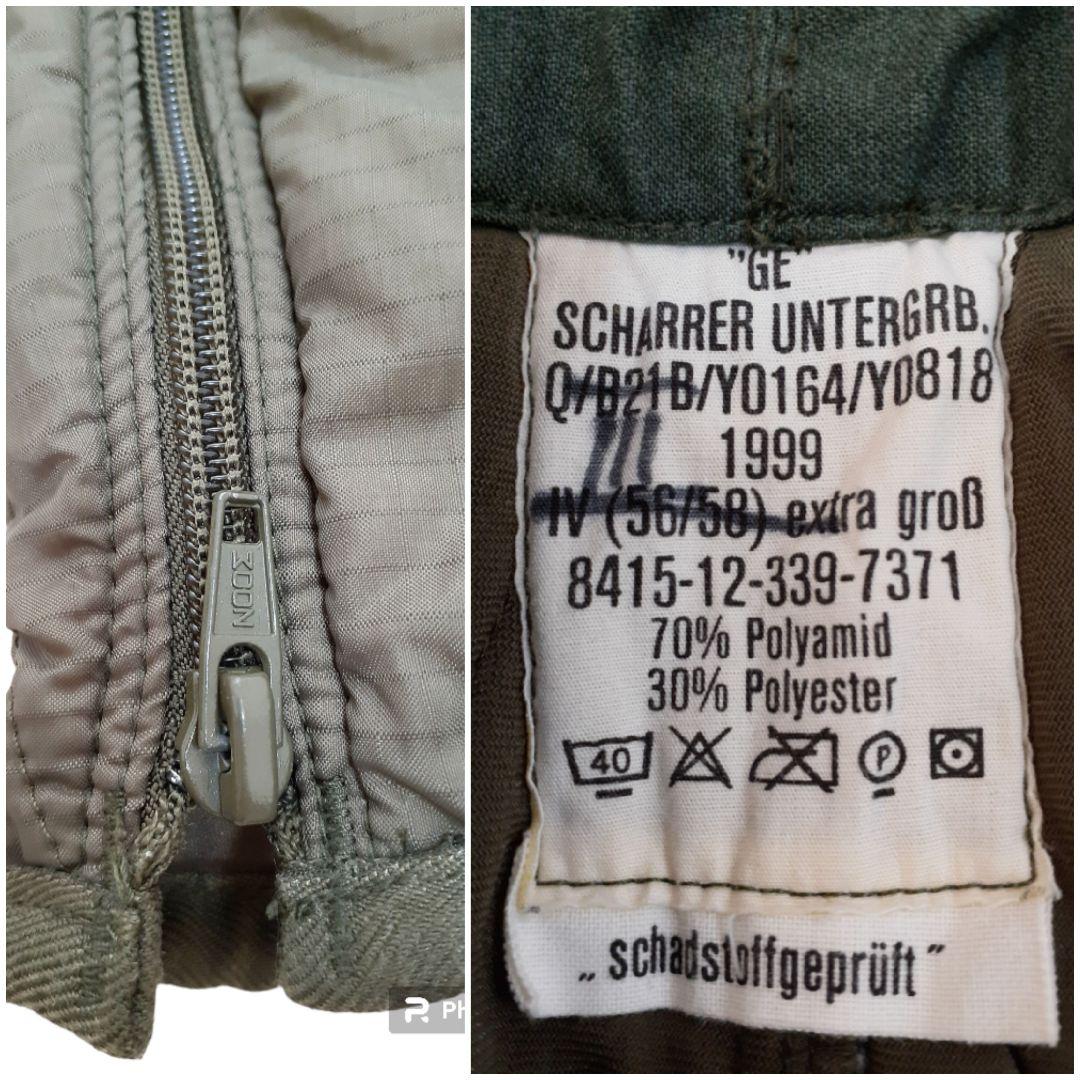 MOON
"GE"
SCHARRER UNTERGRB.
Q/B21B/Y0164/Y0818
III
1999
IV (56/58) extra groß
8415-12-339-7371
70% Polyamid
30% Polyester
40
P
„schadstoffgeprüft"